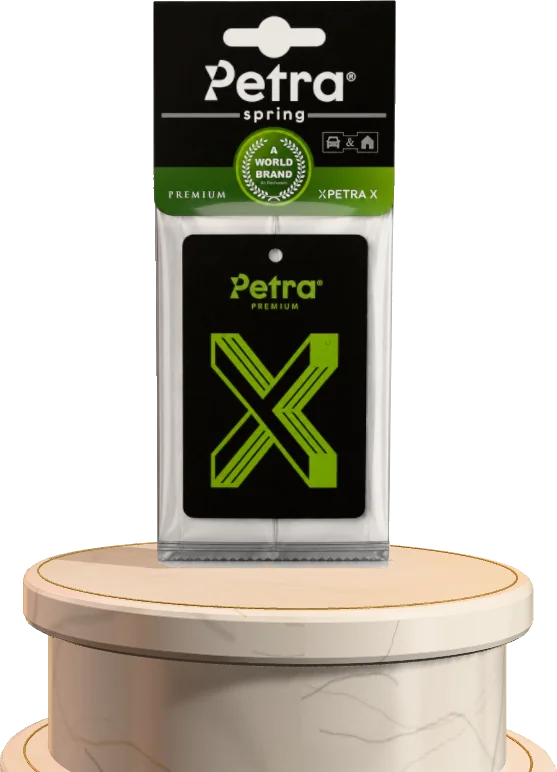 Petra®
spring
A
WORLD
BRAND
&
PREMIUM
XPETRA X
Petra®
PREMIUM
X